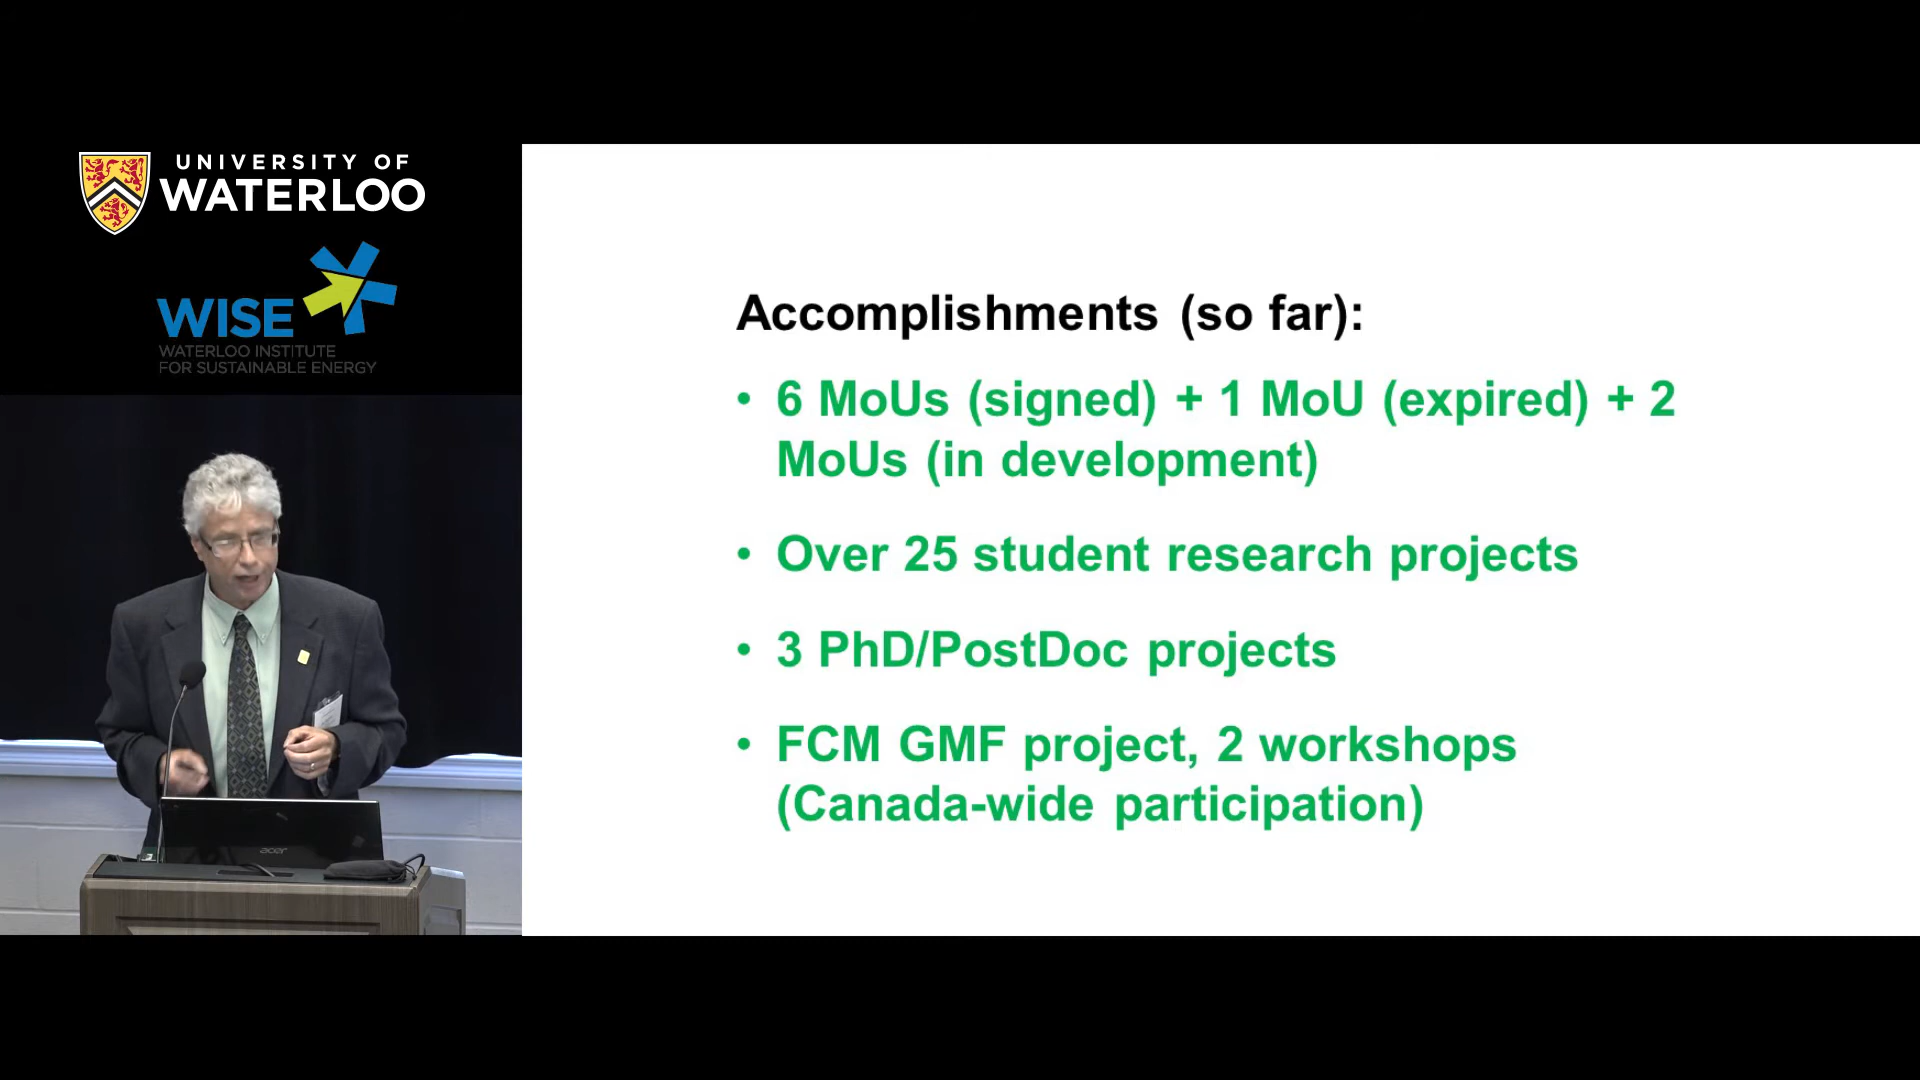 UNIVERSITY OF
WATERLOO
WISE
WATERLOO INSTITUTE
FOR SUSTAINABLE ENERGY
acer
Accomplishments (so far):
• 6 MoUs (signed) + 1 MoU (expired) + 2
MoUs (in development)
• Over 25 student research projects
• 3 PhD/PostDoc projects
• FCM GMF project, 2 workshops
(Canada-wide participation)